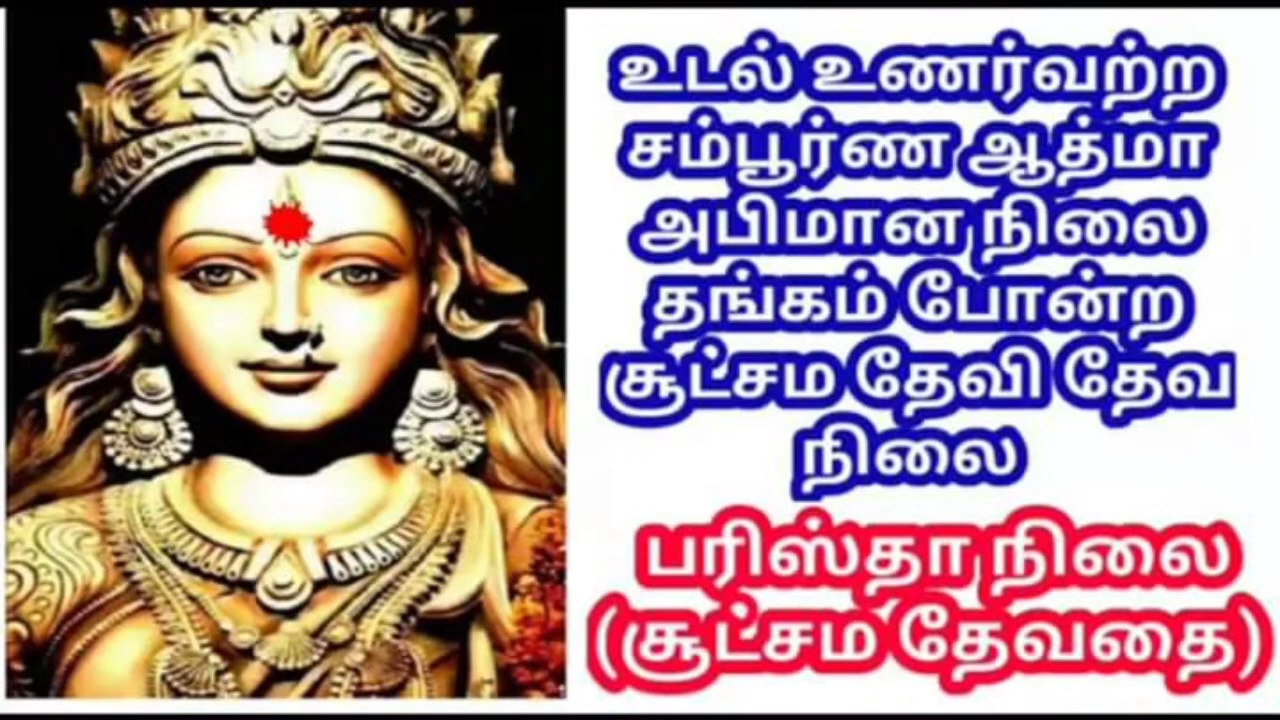 உடல் உணர்வற்ற
சம்பூர்ண ஆத்மா
அபிமான நிலை
தங்கம் போன்ற
சூட்சம தேவி தேவ
நிலை
பரிஸ்தா நிலை
(சூட்சம தேவதை)